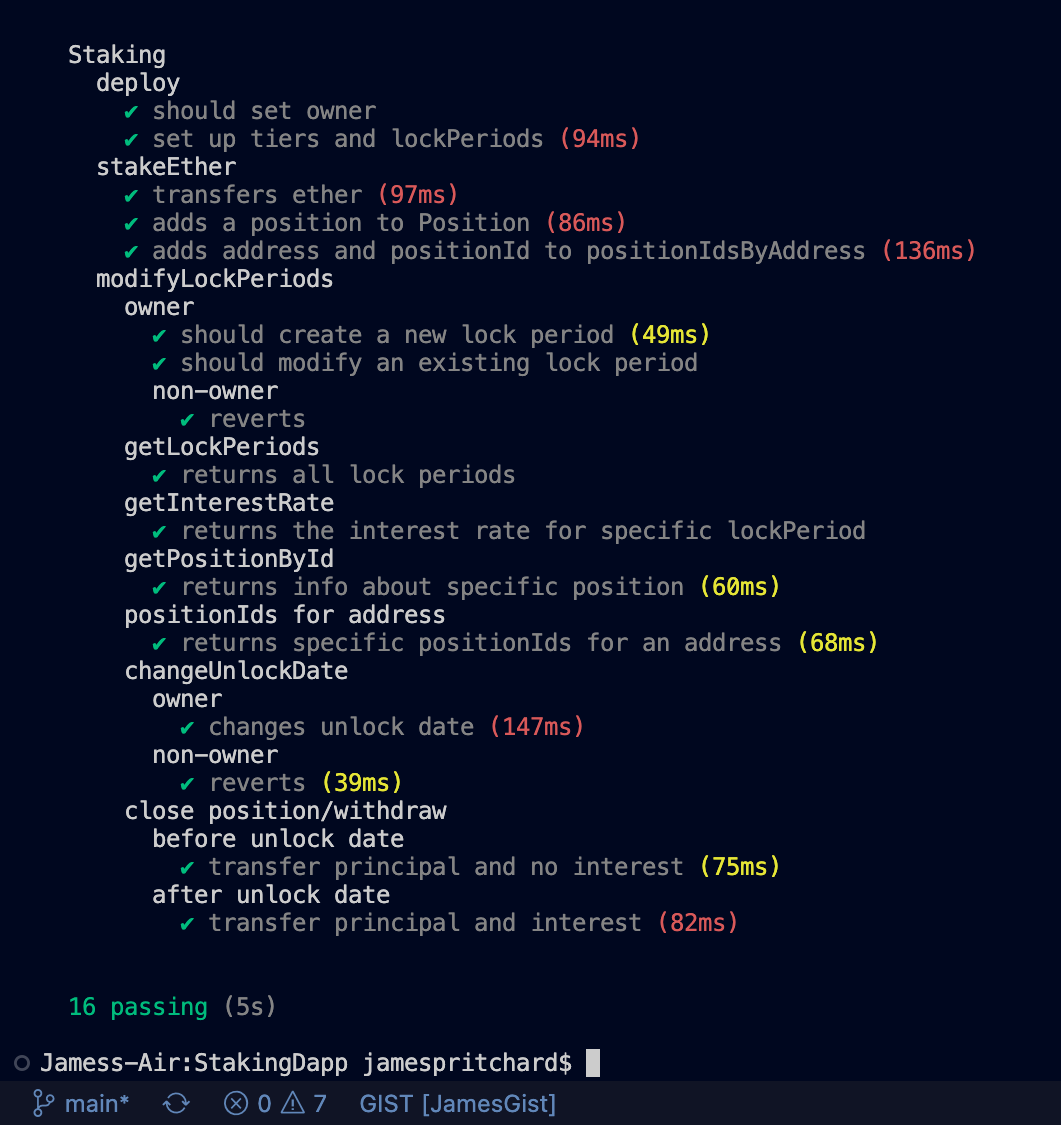 Staking
deploy
✔ should set owner
✔ set up tiers and lockPeriods (94ms)
stakeEther
✔ transfers ether (97ms)
✔ adds a position to Position (86ms)
✔ adds address and positionId to positionIdsByAddress (136ms)
modifyLockPeriods
owner
✔ should create a new lock period (49ms)
✔ should modify an existing lock period
non-owner
✔ reverts
getLockPeriods
✔ returns all lock periods
getInterestRate
✔ returns the interest rate for specific lockPeriod
getPositionById
✔ returns info about specific position (60ms)
positionIds for address
✔ returns specific positionIds for an address (68ms)
changeUnlockDate
owner
✔ changes unlock date (147ms)
non-owner
✔ reverts (39ms)
close position/withdraw
before unlock date
✔ transfer principal and no interest (75ms)
after unlock date
✔ transfer principal and interest (82ms)
16 passing (5s)
Jamess-Air:StakingDapp jamespritchard$
main* 0 7 GIST [JamesGist]